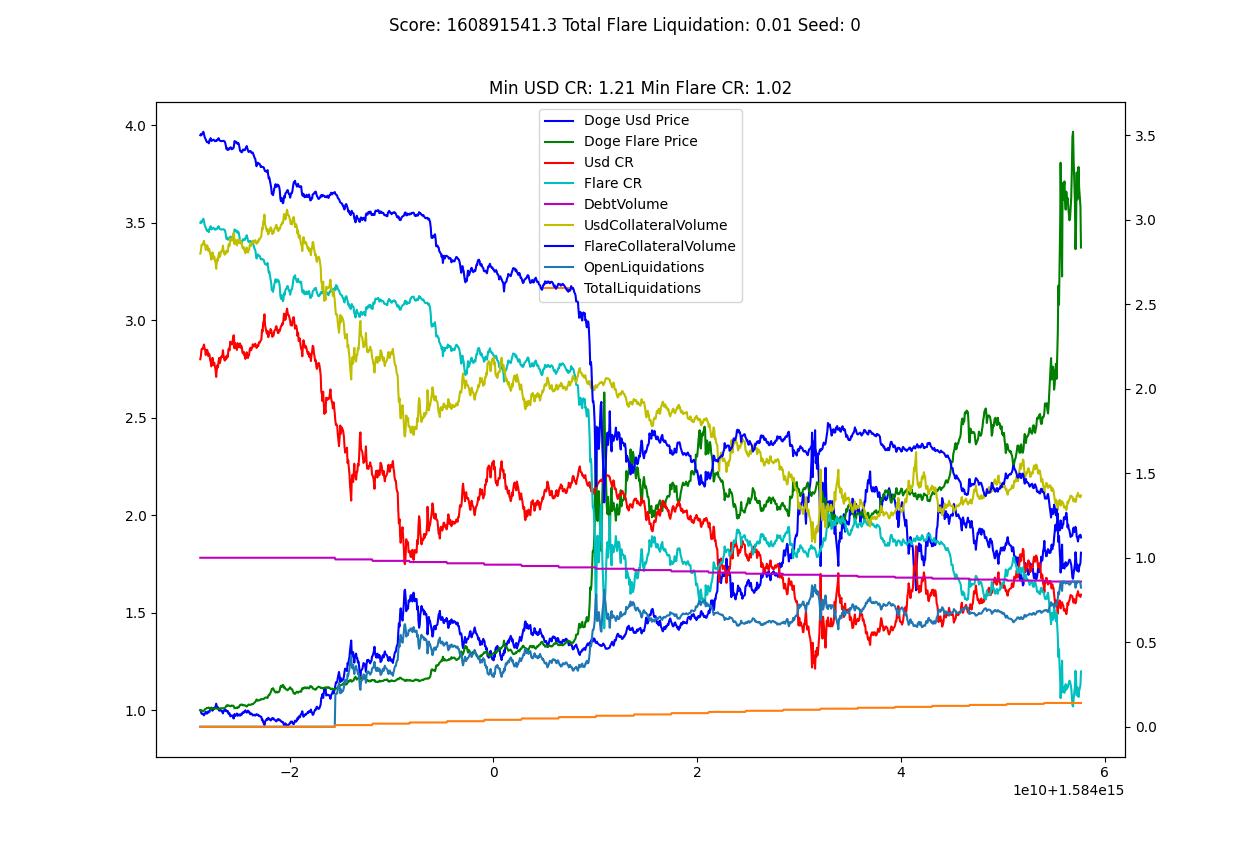 Score: 160891541.3 Total Flare Liquidation: 0.01 Seed: 0
Min USD CR: 1.21 Min Flare CR: 1.02
Doge Usd Price
Doge Flare Price
Usd CR
Flare CR
DebtVolume
UsdCollateralVolume
FlareCollateralVolume
OpenLiquidations
TotalLiquidations
4.0
3.5
3.0
2.5
2.0
1.5
1.0
3.5
3.0
2.5
2.0
1.5
1.0
0.5
0.0
−2
0
2
4
6
1e10+1.584e15